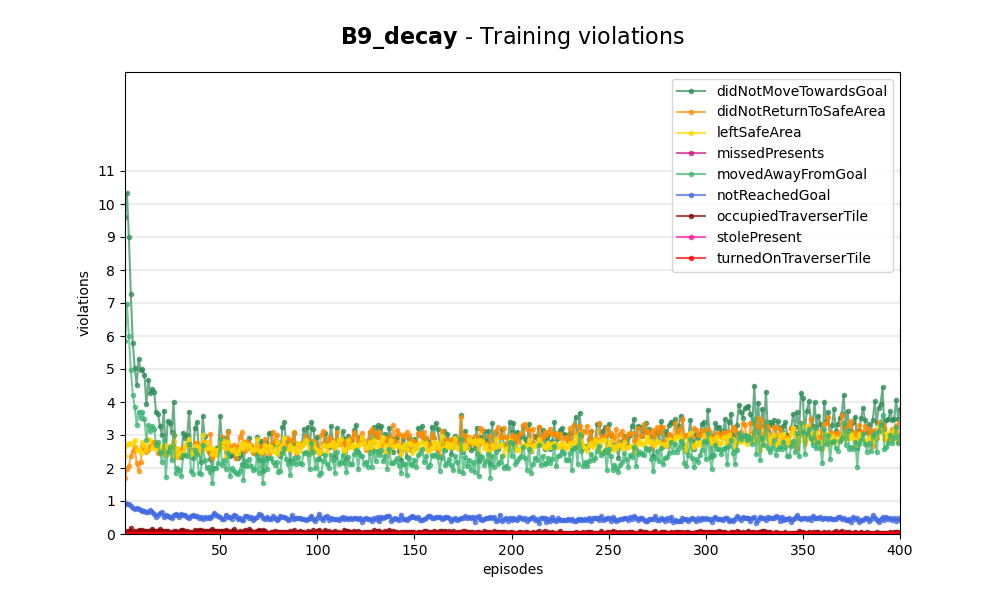 B9_decay - Training violations
violations
11
10
9
8
7
6
5
4
3
2
1
0
didNotMoveTowardsGoal
didNotReturnToSafeArea
leftSafeArea
missedPresents
movedAwayFromGoal
notReachedGoal
occupiedTraverserTile
stolePresent
turnedOnTraverserTile
50 100 150 200 250 300 350 400
episodes